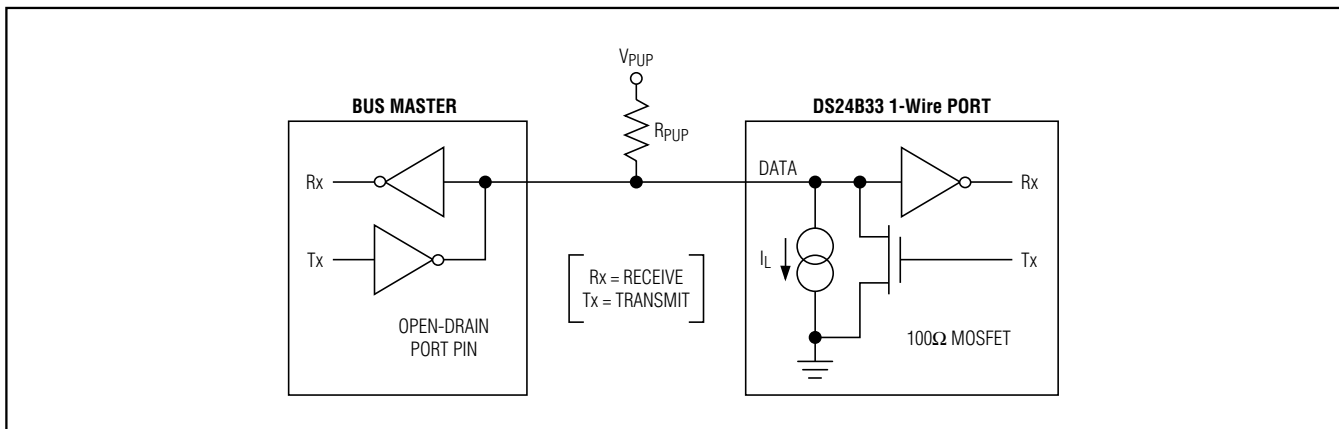 VPUP
BUS MASTER
DS24B33 1-Wire PORT
RPUP
Rx
DATA
Rx
Tx
IL
Tx
Rx = RECEIVE
Tx = TRANSMIT
OPEN-DRAIN
PORT PIN
100Ω MOSFET